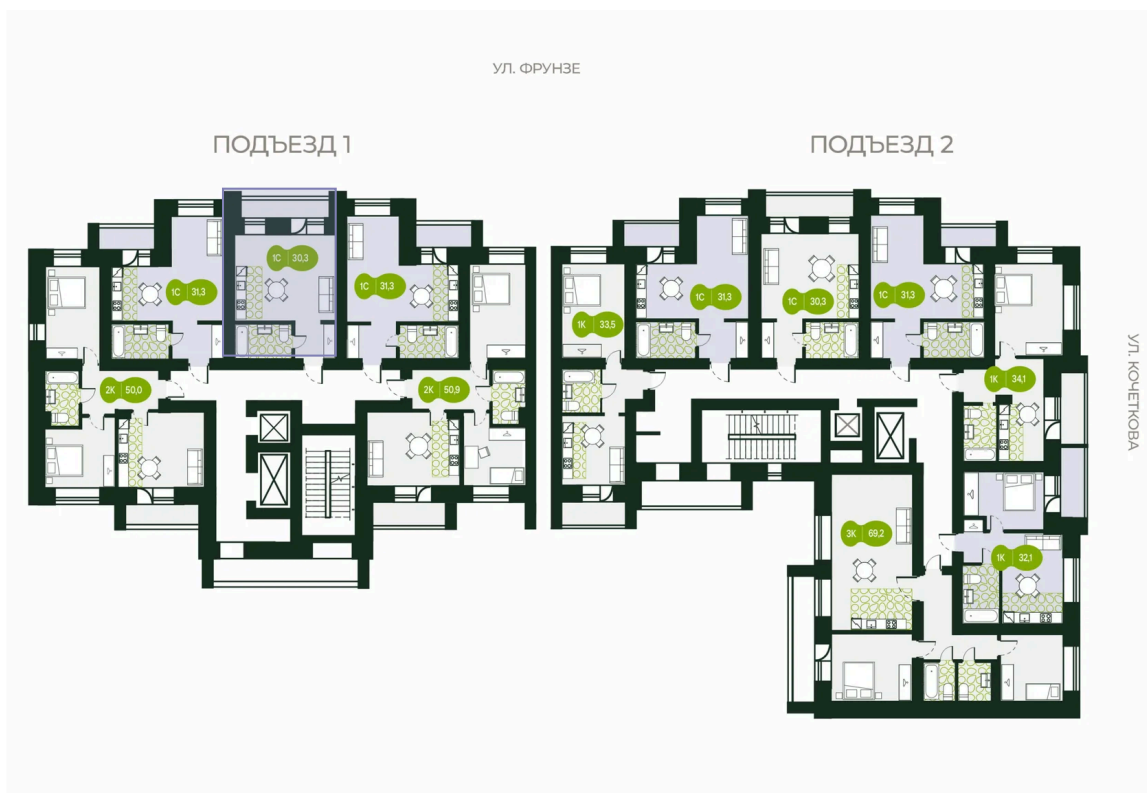 УЛ. ФРУНЗЕ
ПОДЪЕЗД 1
ПОДЪЕЗД 2
1С 30,3
1С 31,3
1С 31,3
2К 50,0
2К 50,9
1С 30,3
1С 31,3
1С 31,3
1К 33,5
1К 34,1
3К 69,2
1К 32,1
УЛ. КОЧЕТКОВА